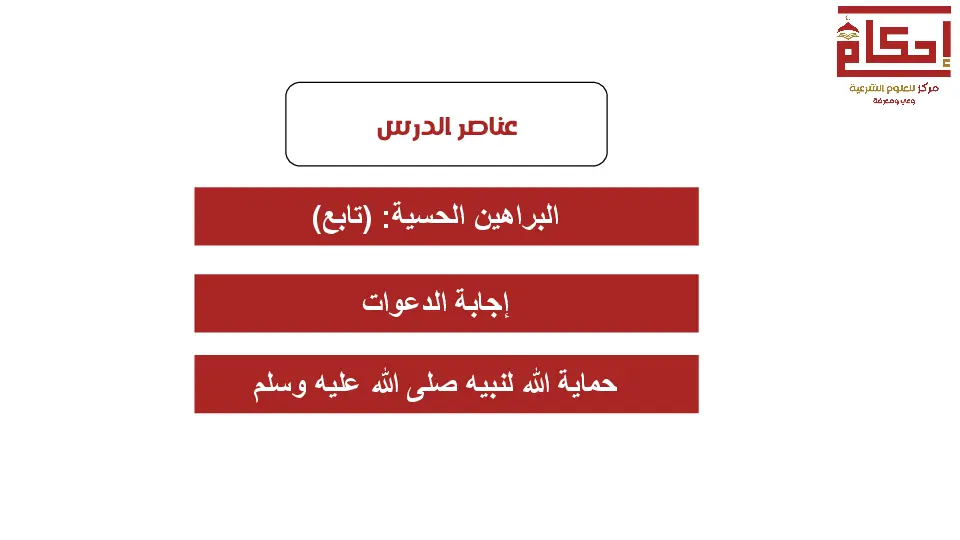 إحكام
مركز للعلوم الشرعية
وعي ومعرفة
عناصر الدرس
البراهين الحسية: (تابع)
إجابة الدعوات
حماية الله لنبيه صلى الله عليه وسلم